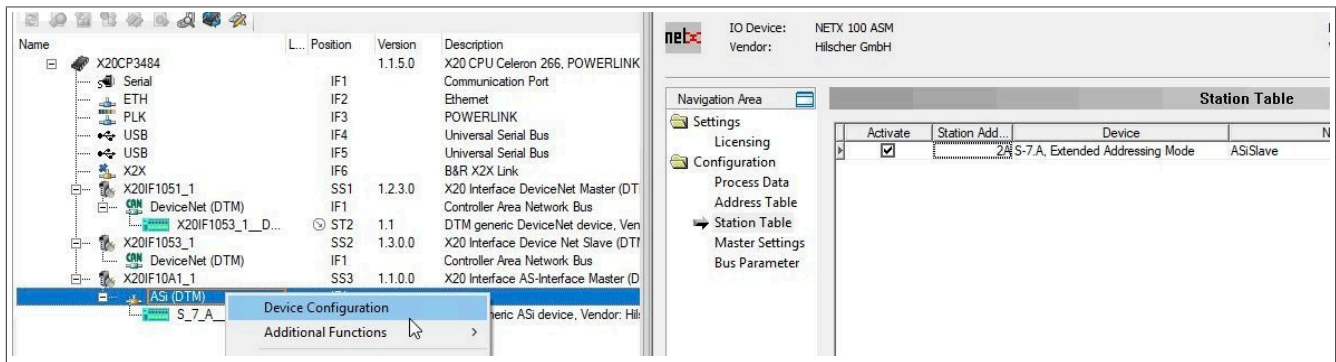 Name L... Position Version Description
X20CP3484 1.1.5.0 X20 CPU Celeron 266, POWERLINK
Serial IF1 Communication Port
ETH IF2 Ethernet
PLK IF3 POWERLINK
USB IF4 Universal Serial Bus
USB IF5 Universal Serial Bus
X2X IF6 B&R X2X Link
X20IF1051_1 SS1 1.2.3.0 X20 Interface DeviceNet Master (DT
CAN DeviceNet (DTM) IF1 Controller Area Network Bus
X20IF1053_1__D... ST2 1.1 DTM generic DeviceNet device, Ven
X20IF1053_1 SS2 1.3.0.0 X20 Interface Device Net Slave (DTM
CAN DeviceNet (DTM) IF1 Controller Area Network Bus
X20IF10A1_1 SS3 1.1.0.0 X20 Interface AS-Interface Master (D
ASi (DTM)
S_7_A__ neric ASi device, Vendor: Hil
Device Configuration
Additional Functions >
netx
IO Device: NETX 100 ASM
Vendor: Hilscher GmbH
Navigation Area
Settings
Licensing
Configuration
Process Data
Address Table
Station Table
Master Settings
Bus Parameter
Station Table
Activate Station Add... Device N
2A S-7.A, Extended Addressing Mode ASiSlave